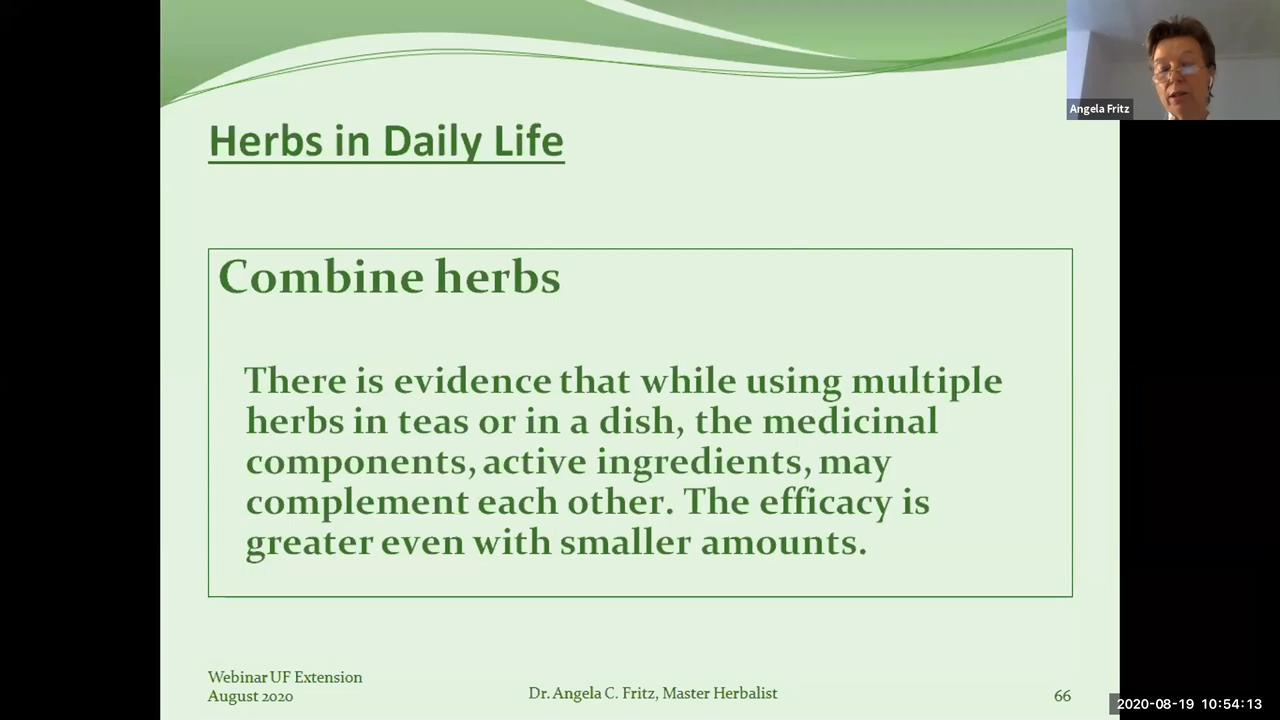 Angela Fritz
Herbs in Daily Life
Combine herbs
There is evidence that while using multiple
herbs in teas or in a dish, the medicinal
components, active ingredients, may
complement each other. The efficacy is
greater even with smaller amounts.
Webinar UF Extension
August 2020
Dr. Angela C. Fritz, Master Herbalist
66
2020-08-19 10:54:13